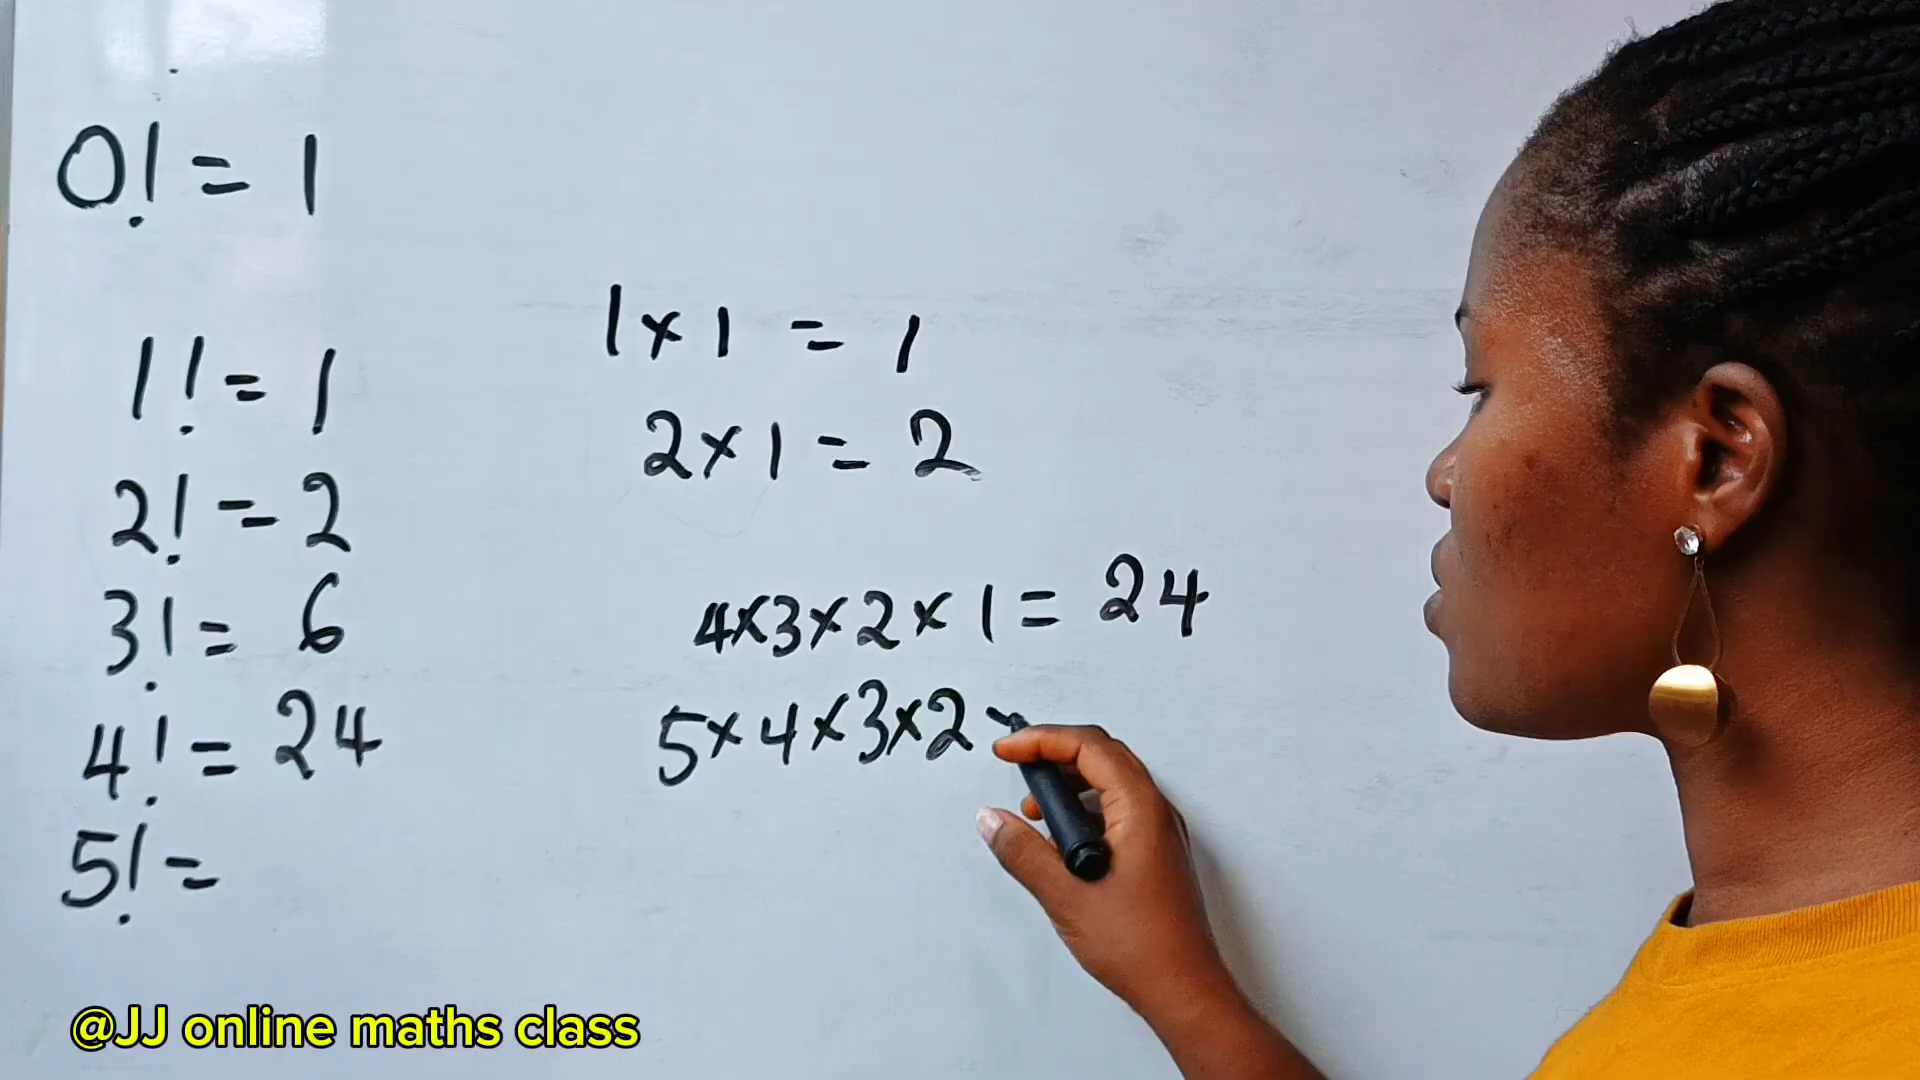 0! = 1
1! = 1
2! = 2
3! = 6
4! = 24
5! =
1 x 1 = 1
2 x 1 = 2
4 x 3 x 2 x 1 = 24
5 x 4 x 3 x 2 x
@JJ online maths class